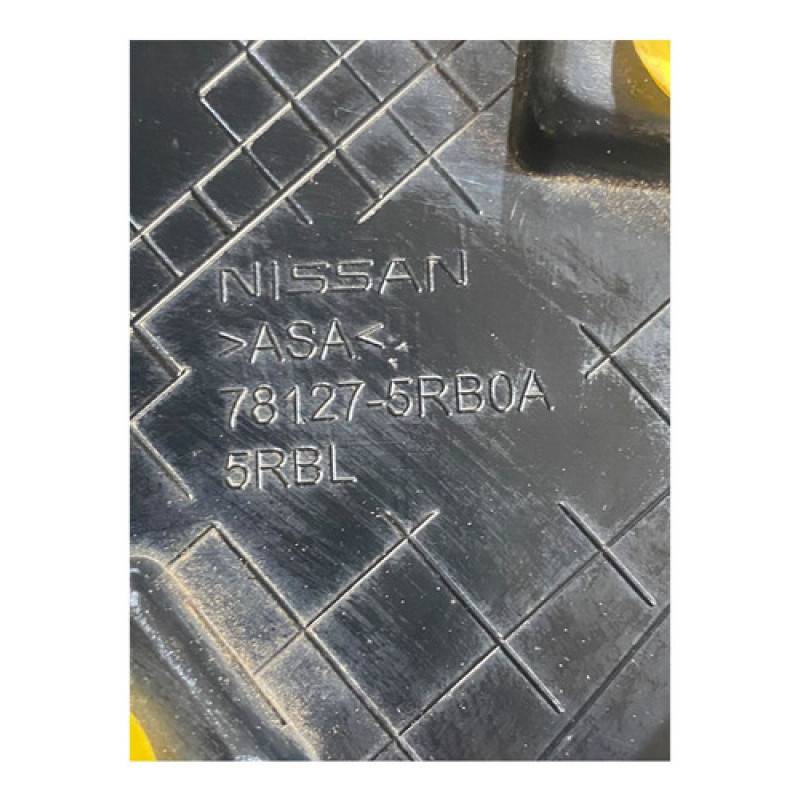 NISSAN
>ASA<
78127-5RB0A
5RBL